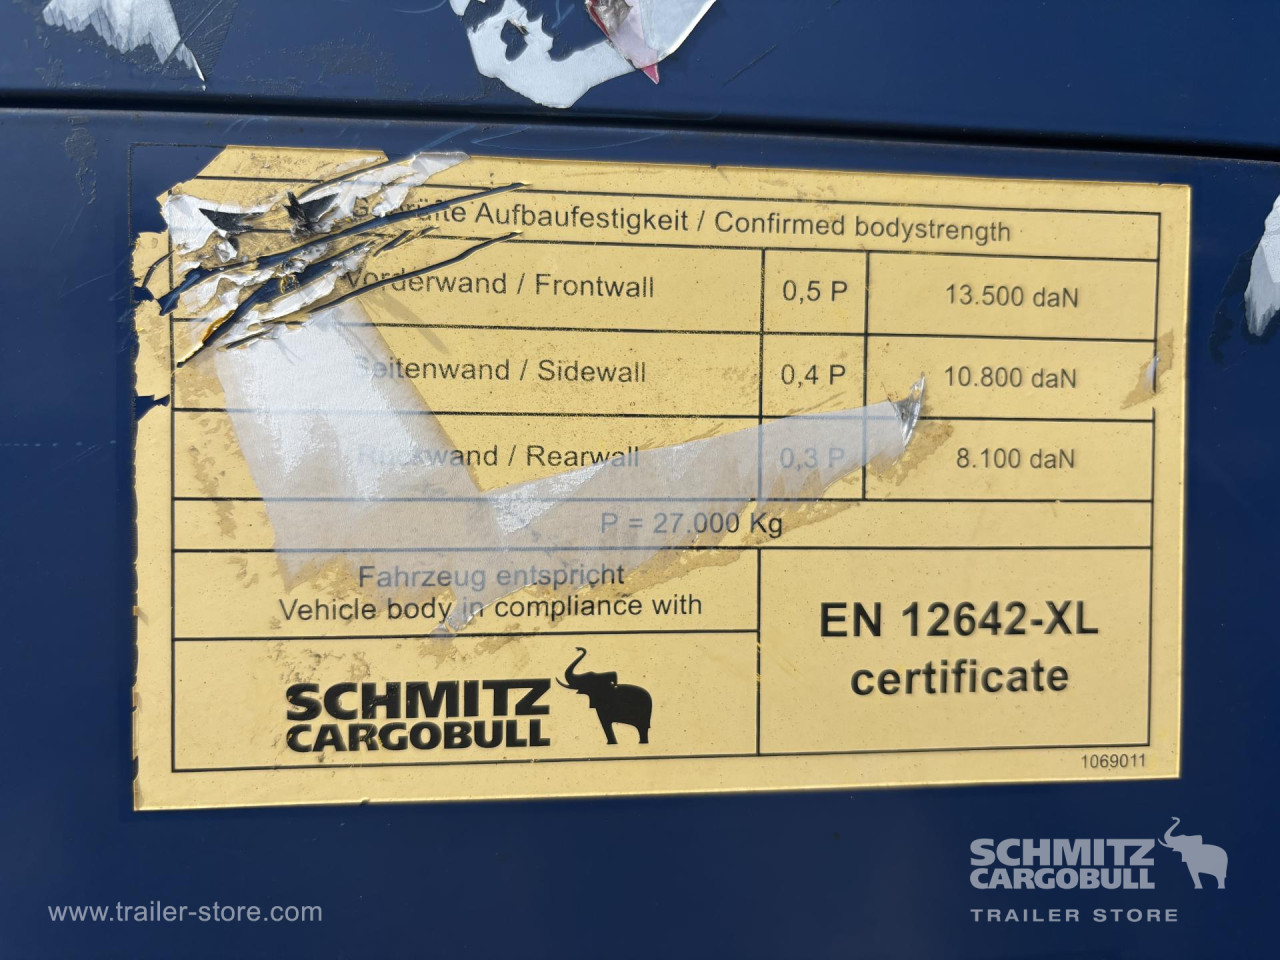 Geprüfte Aufbaufestigkeit / Confirmed bodystrength
Vorderwand / Frontwall 0,5 P 13.500 daN
Seitenwand / Sidewall 0,4 P 10.800 daN
Rückwand / Rearwall 0,3 P 8.100 daN
P = 27.000 Kg
Fahrzeug entspricht
Vehicle body in compliance with
EN 12642-XL
certificate
SCHMITZ
CARGOBULL
1069011
SCHMITZ
CARGOBULL
TRAILER STORE
www.trailer-store.com